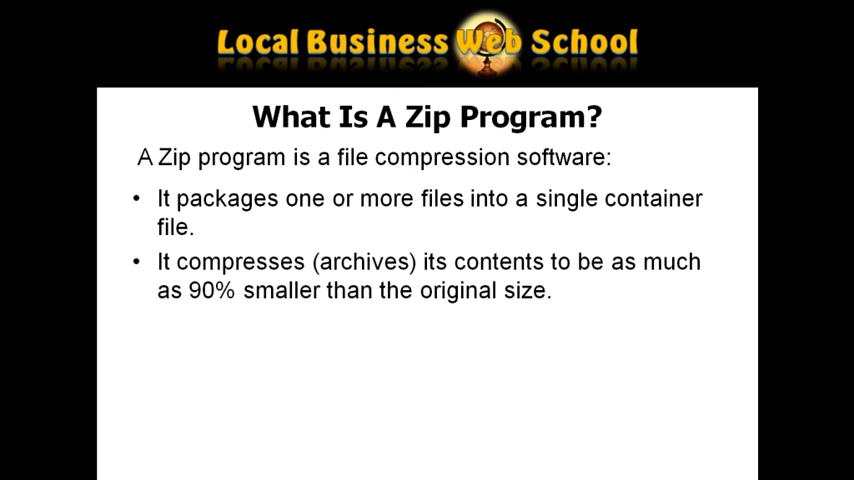 Local Business Web School
What Is A Zip Program?
A Zip program is a file compression software:
• It packages one or more files into a single container
file.
• It compresses (archives) its contents to be as much
as 90% smaller than the original size.